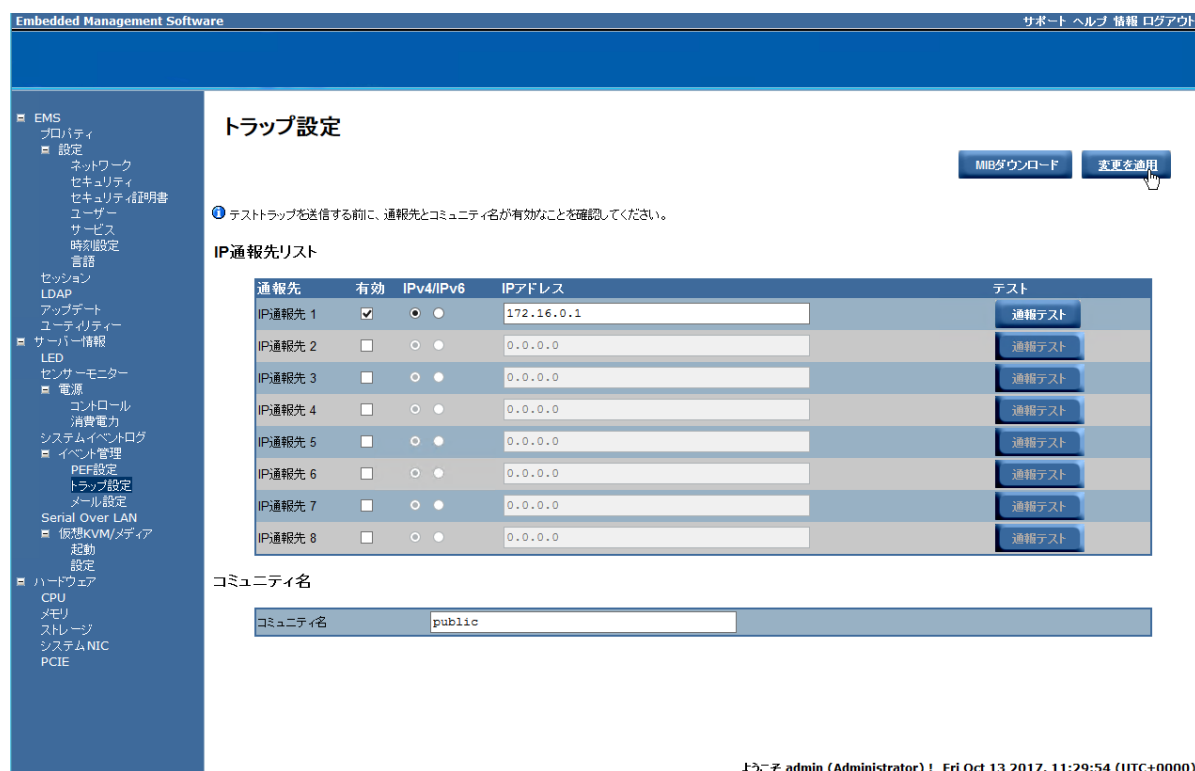 Embedded Management Software
サポート ヘルプ 情報 ログアウト
EMS
プロパティ
設定
ネットワーク
セキュリティ
セキュリティ証明書
ユーザー
サービス
時刻設定
言語
セッション
LDAP
アップデート
ユーティリティー
サーバー情報
LED
センサーモニター
電源
コントロール
消費電力
システムイベントログ
イベント管理
PEF設定
トラップ設定
メール設定
Serial Over LAN
仮想KVM/メディア
起動
設定
ハードウェア
CPU
メモリ
ストレージ
システムNIC
PCIE
トラップ設定
MIBダウンロード 変更を適用
テストトラップを送信する前に、通報先とコミュニティ名が有効なことを確認してください。
IP通報先リスト
通報先 有効 IPv4/IPv6 IPアドレス テスト
IP通報先 1 172.16.0.1 通報テスト
IP通報先 2 0.0.0.0 通報テスト
IP通報先 3 0.0.0.0 通報テスト
IP通報先 4 0.0.0.0 通報テスト
IP通報先 5 0.0.0.0 通報テスト
IP通報先 6 0.0.0.0 通報テスト
IP通報先 7 0.0.0.0 通報テスト
IP通報先 8 0.0.0.0 通報テスト
コミュニティ名
コミュニティ名 public
ようこそ admin (Administrator) ! Fri Oct 13 2017, 11:29:54 (UTC+0000)